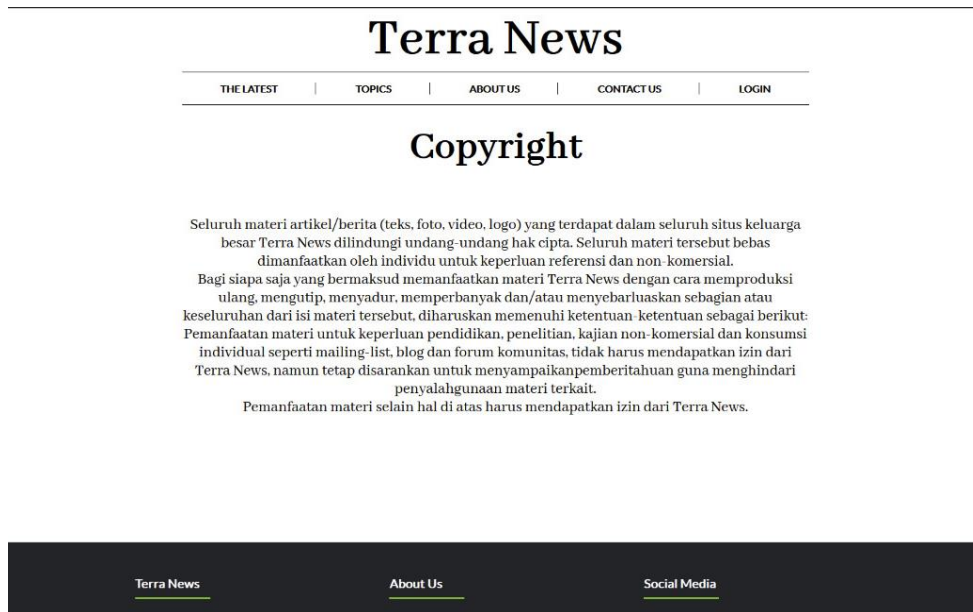 Terra News
THE LATEST | TOPICS | ABOUT US | CONTACT US | LOGIN
Copyright
Seluruh materi artikel/berita (teks, foto, video, logo) yang terdapat dalam seluruh situs keluarga
besar Terra News dilindungi undang-undang hak cipta. Seluruh materi tersebut bebas
dimanfaatkan oleh individu untuk keperluan referensi dan non-komersial.
Bagi siapa saja yang bermaksud memanfaatkan materi Terra News dengan cara memproduksi
ulang, mengutip, menyadur, memperbanyak dan/atau menyebarluaskan sebagian atau
keseluruhan dari isi materi tersebut, diharuskan memenuhi ketentuan-ketentuan sebagai berikut:
Pemanfaatan materi untuk keperluan pendidikan, penelitian, kajian non-komersial dan konsumsi
individual seperti mailing-list, blog dan forum komunitas, tidak harus mendapatkan izin dari
Terra News, namun tetap disarankan untuk menyampaikanpemberitahuan guna menghindari
penyalahgunaan materi terkait.
Pemanfaatan materi selain hal di atas harus mendapatkan izin dari Terra News.
Terra News About Us Social Media